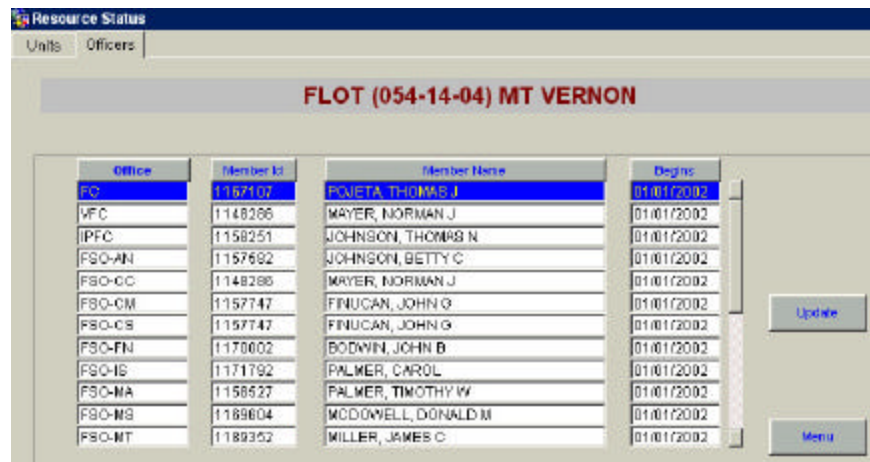 Resource Status
Units Officers
FLOT (054-14-04) MT VERNON
Office Member Id Member Name Begins
FC 1167107 POJETA, THOMAS J 01/01/2002
VFC 1148286 MAYER, NORMAN J 01/01/2002
IPFC 1158251 JOHNSON, THOMAS N 01/01/2002
FSO-AN 1157692 JOHNSON, BETTY C 01/01/2002
FSO-CC 1148286 MAYER, NORMAN J 01/01/2002
FSO-CM 1157747 FINUCAN, JOHN G 01/01/2002
FSO-CS 1157747 FINUCAN, JOHN G 01/01/2002
Update
FSO-FN 1170002 BODWIN, JOHN B 01/01/2002
FSO-IS 1171792 PALMER, CAROL 01/01/2002
FSO-MA 1158527 PALMER, TIMOTHY W 01/01/2002
FSO-MS 1169604 MCDOWELL, DONALD M 01/01/2002
FSO-MT 1189352 MILLER, JAMES C 01/01/2002
Menu